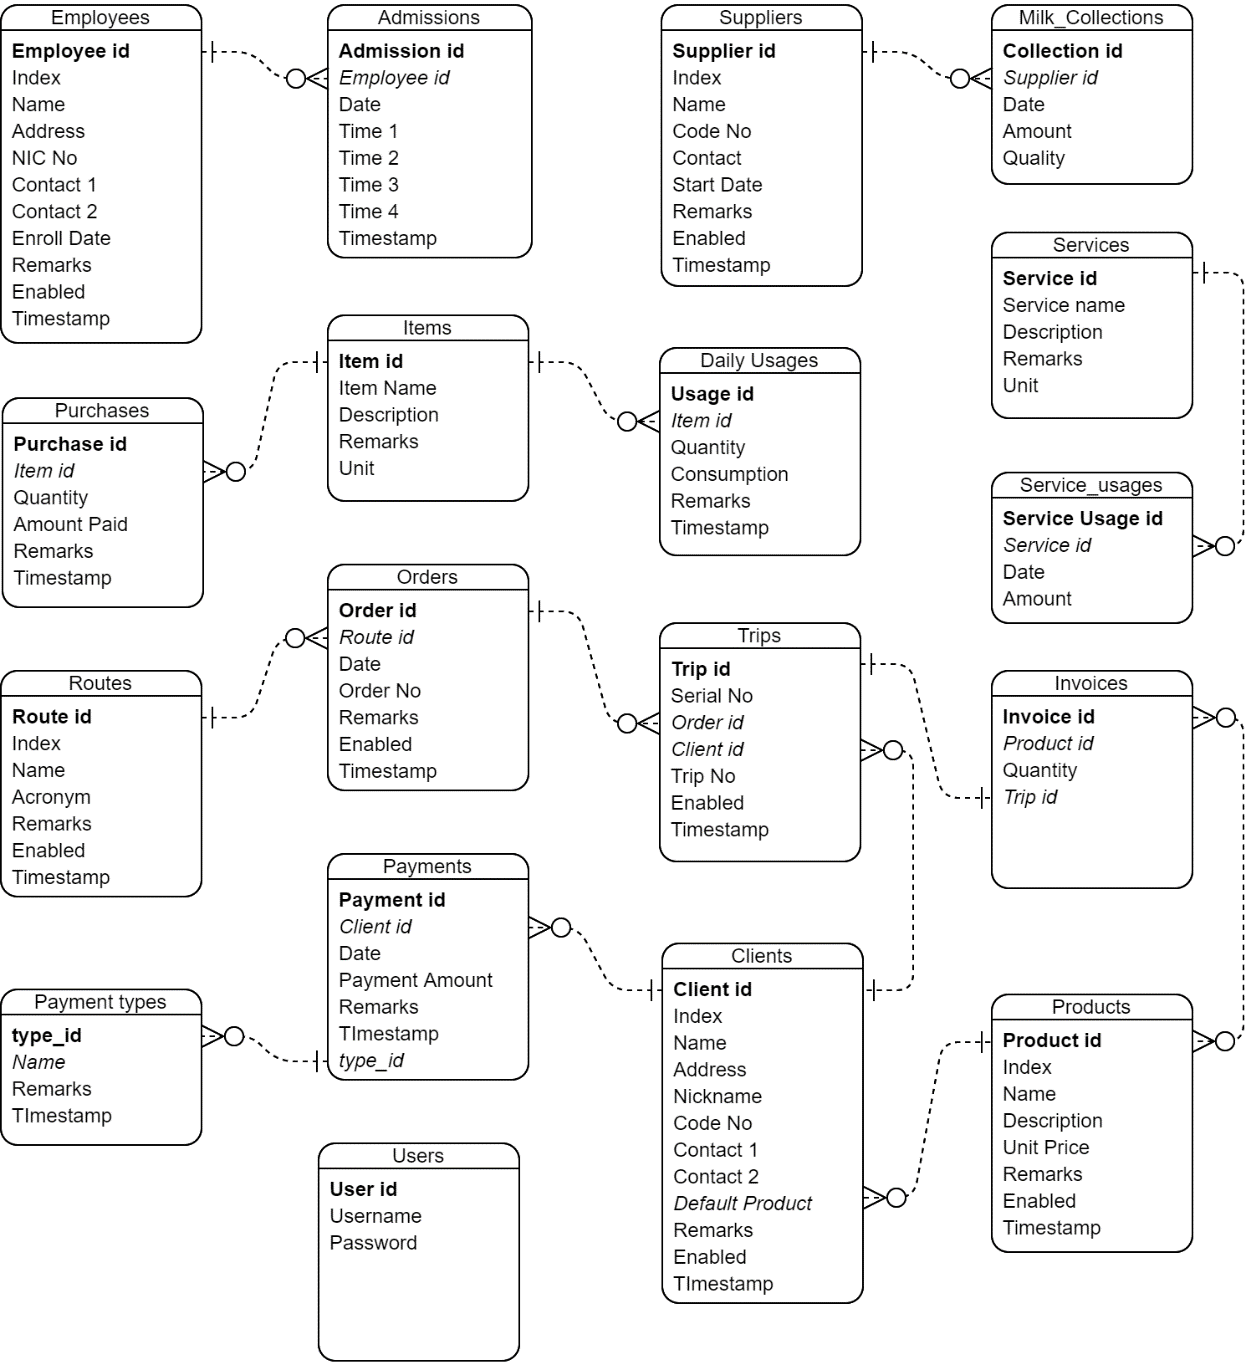 Employees
Employee id
Index
Name
Address
NIC No
Contact 1
Contact 2
Enroll Date
Remarks
Enabled
Timestamp
Admissions
Admission id
Employee id
Date
Time 1
Time 2
Time 3
Time 4
Timestamp
Suppliers
Supplier id
Index
Name
Code No
Contact
Start Date
Remarks
Enabled
Timestamp
Milk_Collections
Collection id
Supplier id
Date
Amount
Quality
Services
Service id
Service name
Description
Remarks
Unit
Items
Item id
Item Name
Description
Remarks
Unit
Daily Usages
Usage id
Item id
Quantity
Consumption
Remarks
Timestamp
Purchases
Purchase id
Item id
Quantity
Amount Paid
Remarks
Timestamp
Service_usages
Service Usage id
Service id
Date
Amount
Orders
Order id
Route id
Date
Order No
Remarks
Enabled
Timestamp
Trips
Trip id
Serial No
Order id
Client id
Trip No
Enabled
Timestamp
Routes
Route id
Index
Name
Acronym
Remarks
Enabled
Timestamp
Invoices
Invoice id
Product id
Quantity
Trip id
Payments
Payment id
Client id
Date
Payment Amount
Remarks
TImestamp
type_id
Clients
Client id
Index
Name
Address
Nickname
Code No
Contact 1
Contact 2
Default Product
Remarks
Enabled
TImestamp
Payment types
type_id
Name
Remarks
TImestamp
Products
Product id
Index
Name
Description
Unit Price
Remarks
Enabled
Timestamp
Users
User id
Username
Password